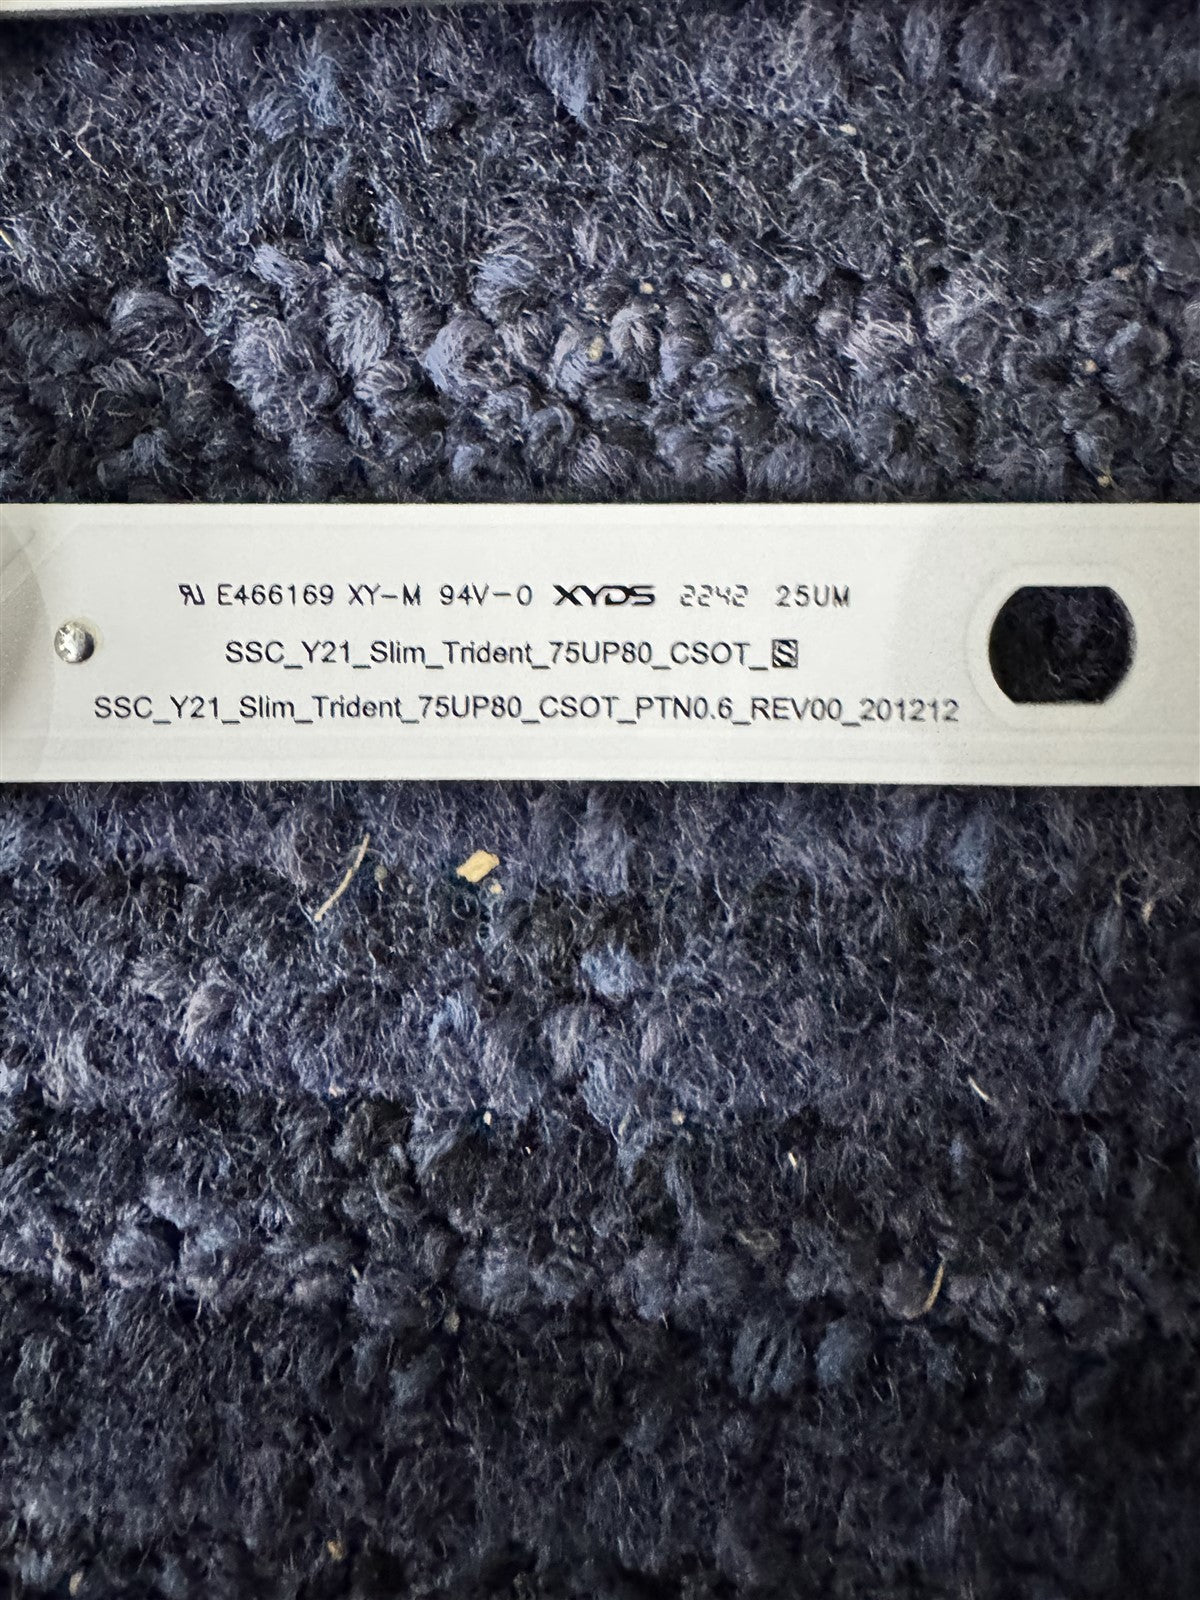 E466169 XY-M 94V-0 XYDS 2242 25UM
SSC_Y21_Slim_Trident_75UP80_CSOT_S
SSC_Y21_Slim_Trident_75UP80_CSOT_PTN0.6_REV00_201212